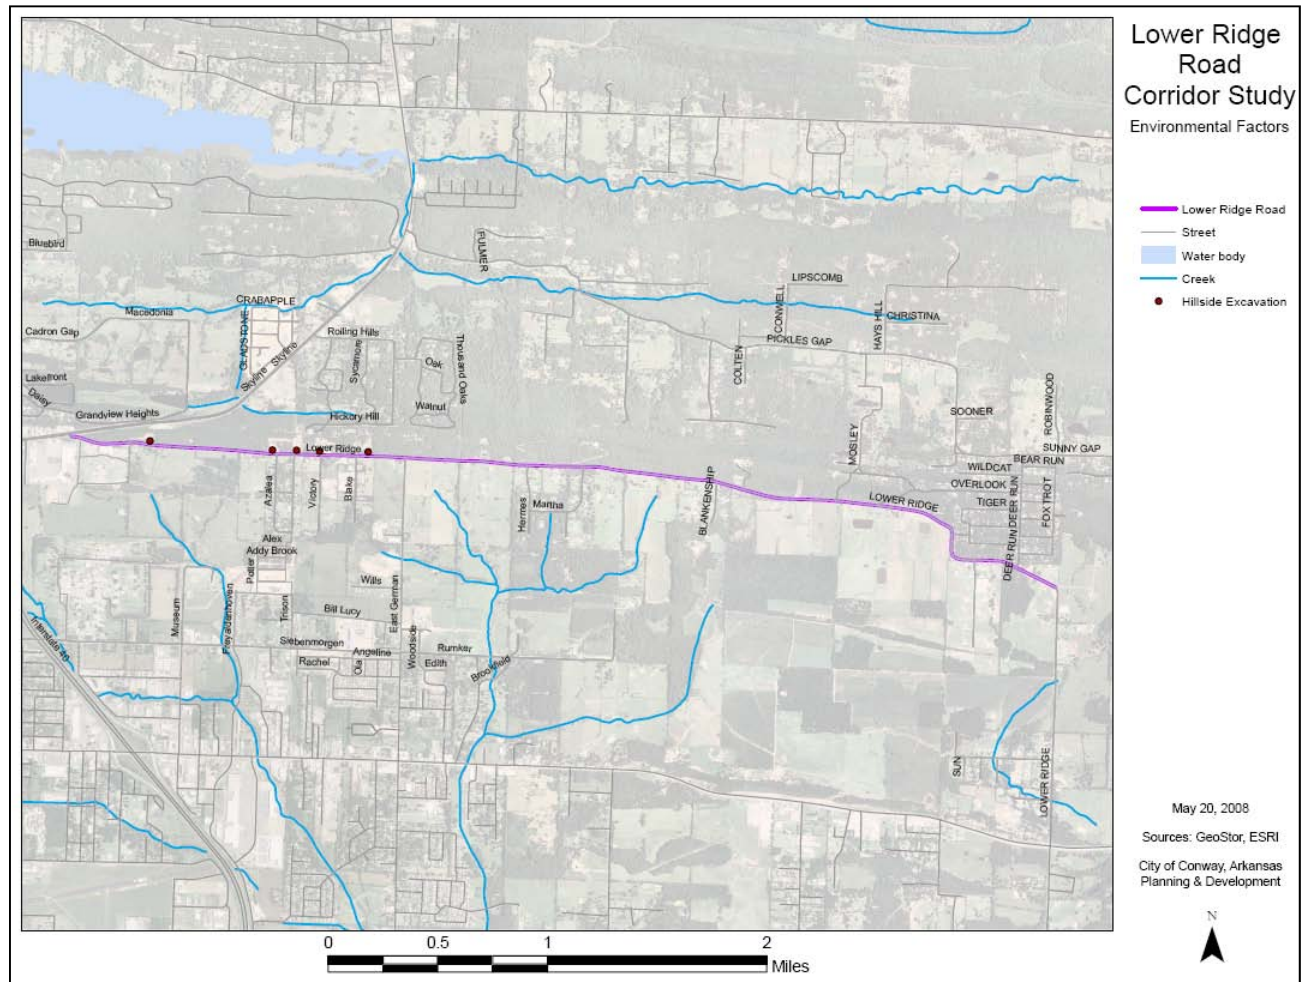 Lower Ridge
Road
Corridor Study
Environmental Factors
Lower Ridge Road
Street
Water body
Creek
Hillside Excavation
Bluebird
FULMER
LIPSCOMB
CONWELL
HAYS HILL
CHRISTINA
CRABAPPLE
Macedonia
GLADSTONE
Cadron Gap
Rolling Hills
Sycamore
Skyline Skyline
Oak
Thousand Oaks
PICKLES GAP
COLTEN
Lakefront
Daisy
Grandview Heights
Walnut
Hickory Hill
ROBINWOOD
SOONER
MOSLEY
SUNNY GAP
BEAR RUN
WILDCAT
OVERLOOK
TIGER
DEER RUN
FOXTROT
Lower Ridge
LOWER RIDGE
BLANKENSHIP
Azalea
Victory
Blake
Hermes
Martha
DEER RUN
Alex
Addy Brook
Potter
Wills
Museum
Trison
Bill Lucy
East German
Siebenmorgen
Angeline
Rachel
Ola
Woodside
Rumker
Edith
Brookfield
Interstate 40
SUN
LOWER RIDGE
May 20, 2008
Sources: GeoStor, ESRI
City of Conway, Arkansas
Planning & Development
N
0 0.5 1 2
Miles